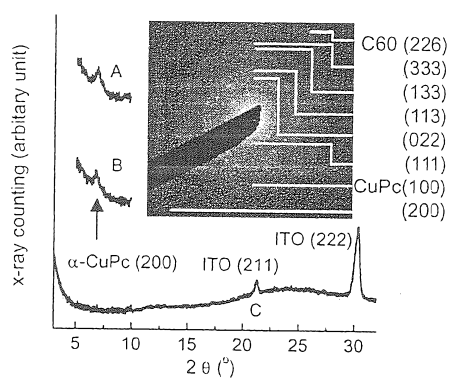 C60 (226)
(333)
(133)
(113)
(022)
(111)
CuPc(100)
(200)
A
B
α-CuPc (200)
ITO (211)
ITO (222)
C
x-ray counting (arbitary unit)
5 10 15 20 25 30
2 θ (°)